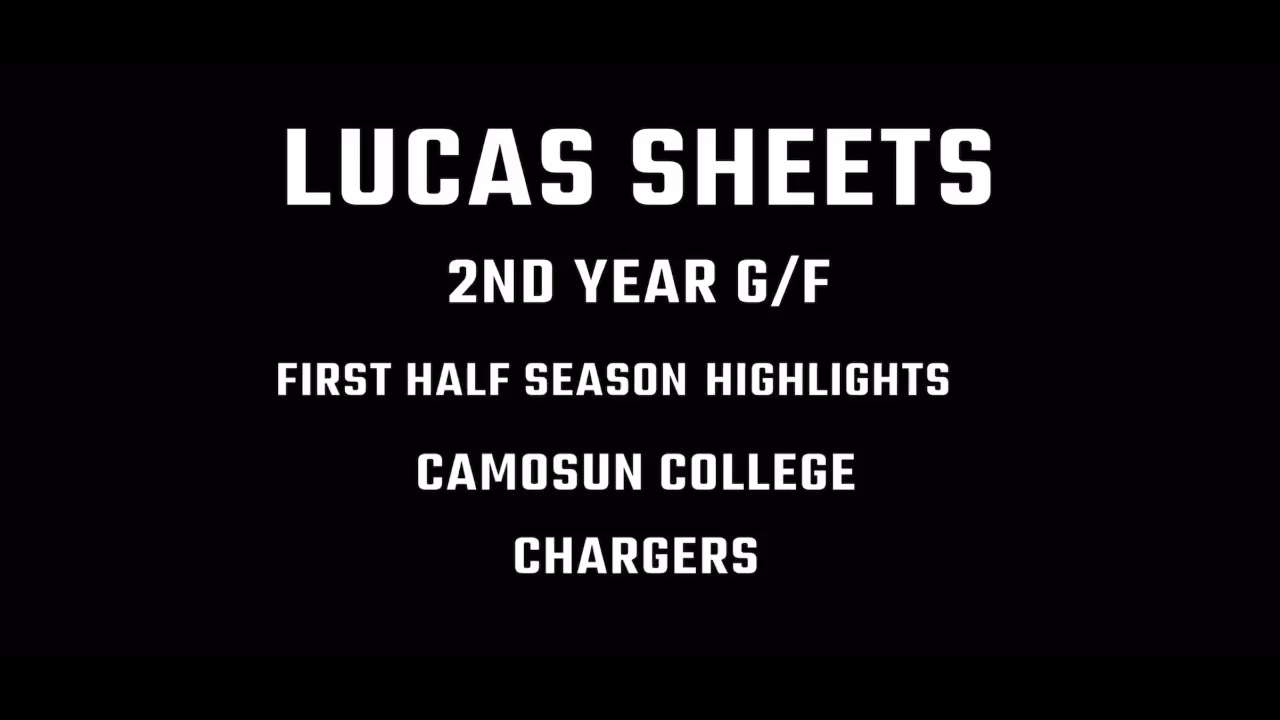 LUCAS SHEETS
2ND YEAR G/F
FIRST HALF SEASON HIGHLIGHTS
CAMOSUN COLLEGE
CHARGERS